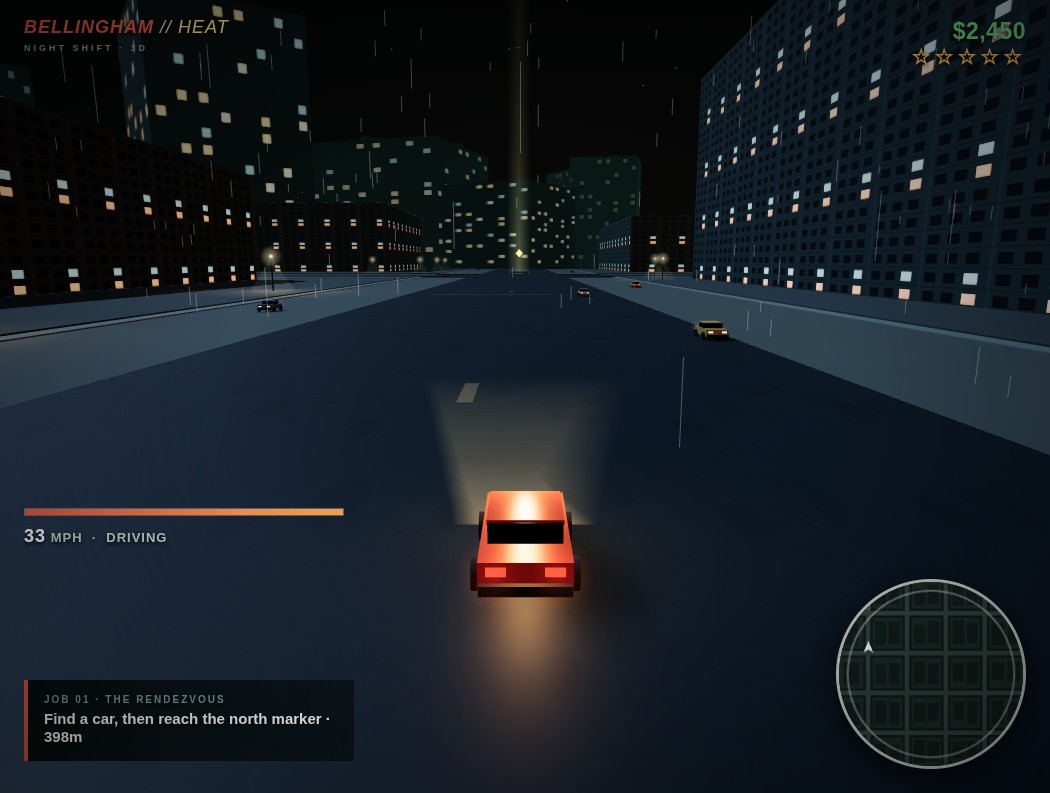 BELLINGHAM // HEAT
NIGHT SHIFT · 3D
$2,450
33 MPH · DRIVING
JOB 01 · THE RENDEZVOUS
Find a car, then reach the north marker ·
398m